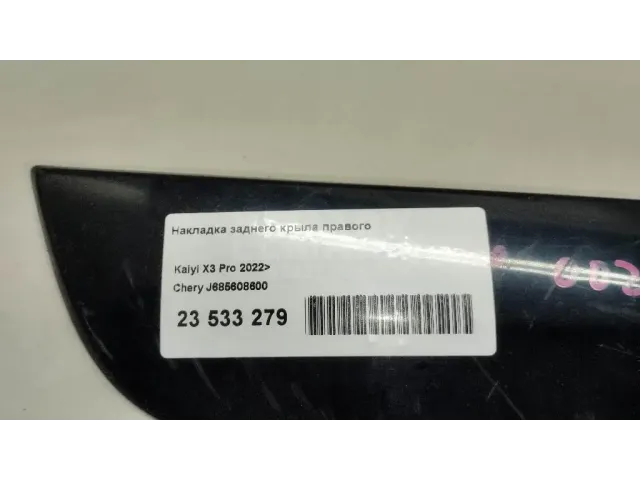 Накладка заднего крыла правого
Kaiyi X3 Pro 2022>
Chery J685608600
23 533 279